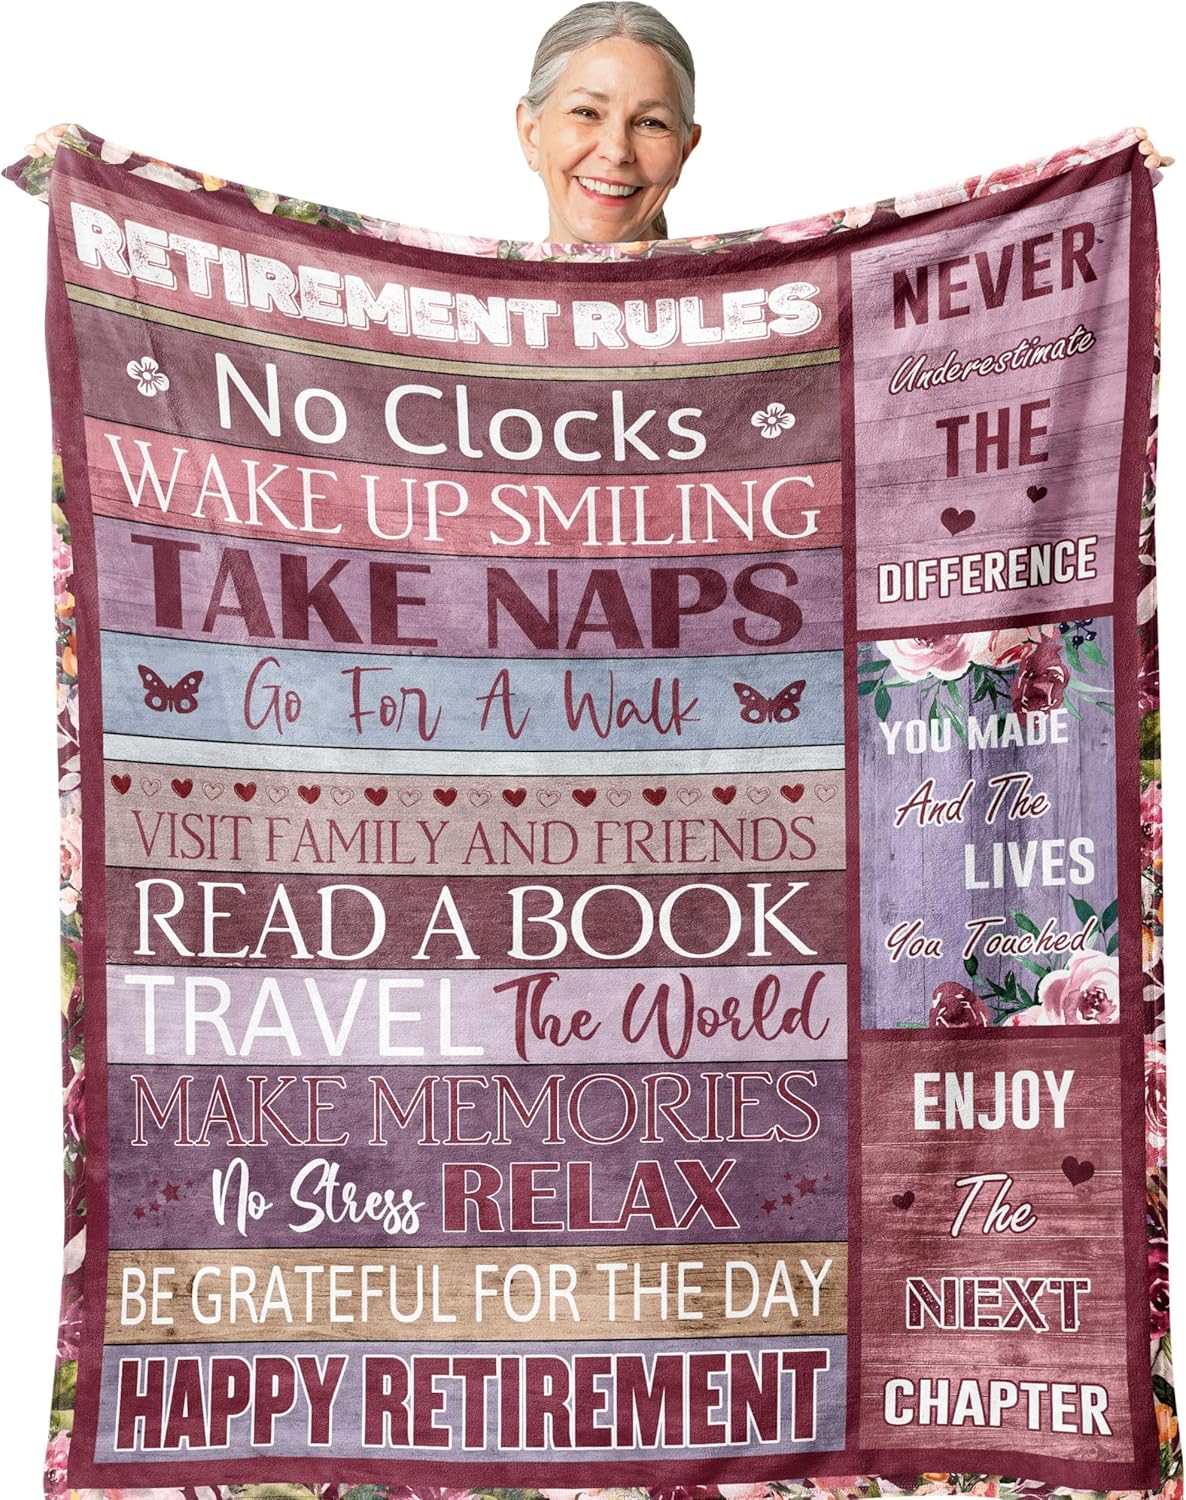 RETIREMENT RULES
No Clocks
WAKE UP SMILING
TAKE NAPS
Go For A Walk
VISIT FAMILY AND FRIENDS
READ A BOOK
TRAVEL The World
MAKE MEMORIES
No Stress RELAX
BE GRATEFUL FOR THE DAY
HAPPY RETIREMENT
NEVER
Underestimate
THE
DIFFERENCE
YOU MADE
And The
LIVES
You Touched
ENJOY
The
NEXT
CHAPTER